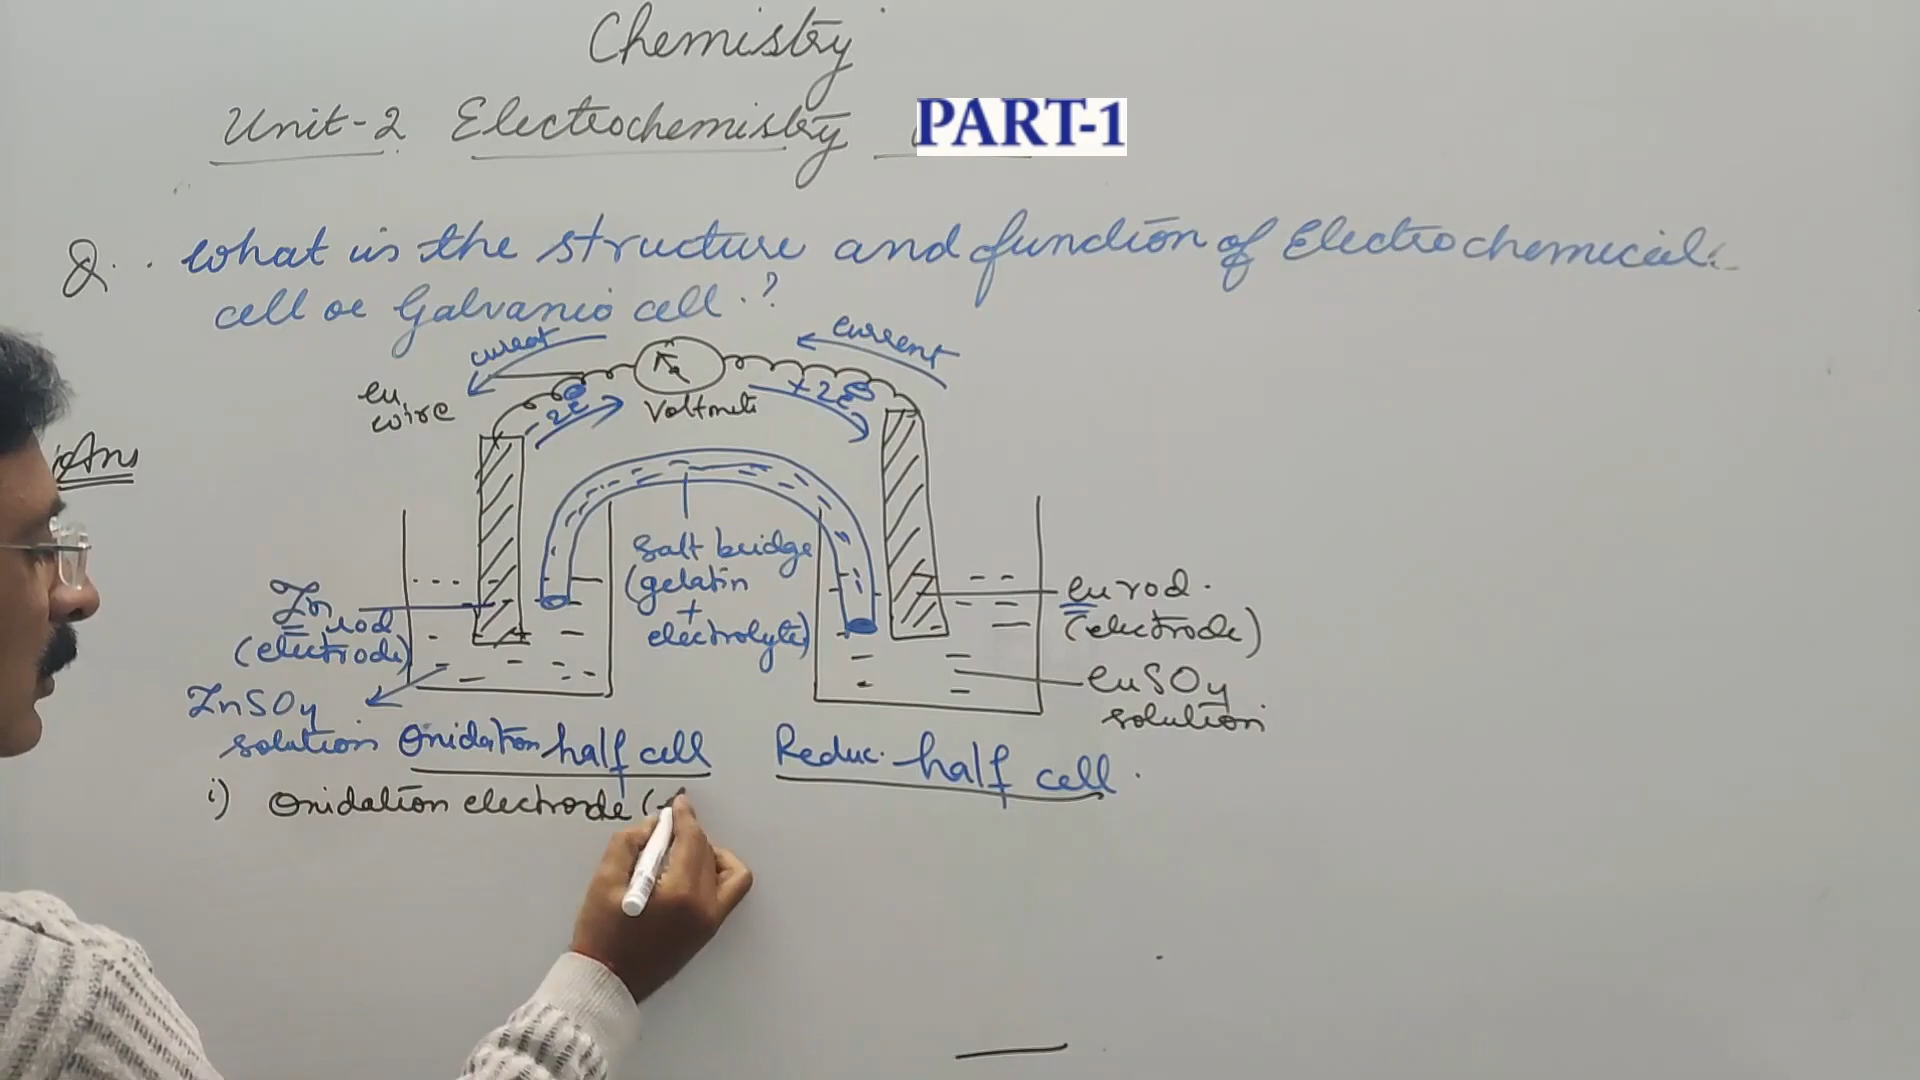 Chemistry
Unit-2 Electrochemistry
PART-1
Q. What is the structure and function of Electrochemical
cell or Galvanic cell.?
current
current
cu
wire
2e
Voltmete
+2e
Ans
Salt bridge
(gelatin
+
electrolyte)
Zn rod
(electrode)
cu rod.
(electrode)
ZnSO4
solution
cuSO4
solution
Oxidation half cell
Reduc. half cell.
i) Oxidation electrode (